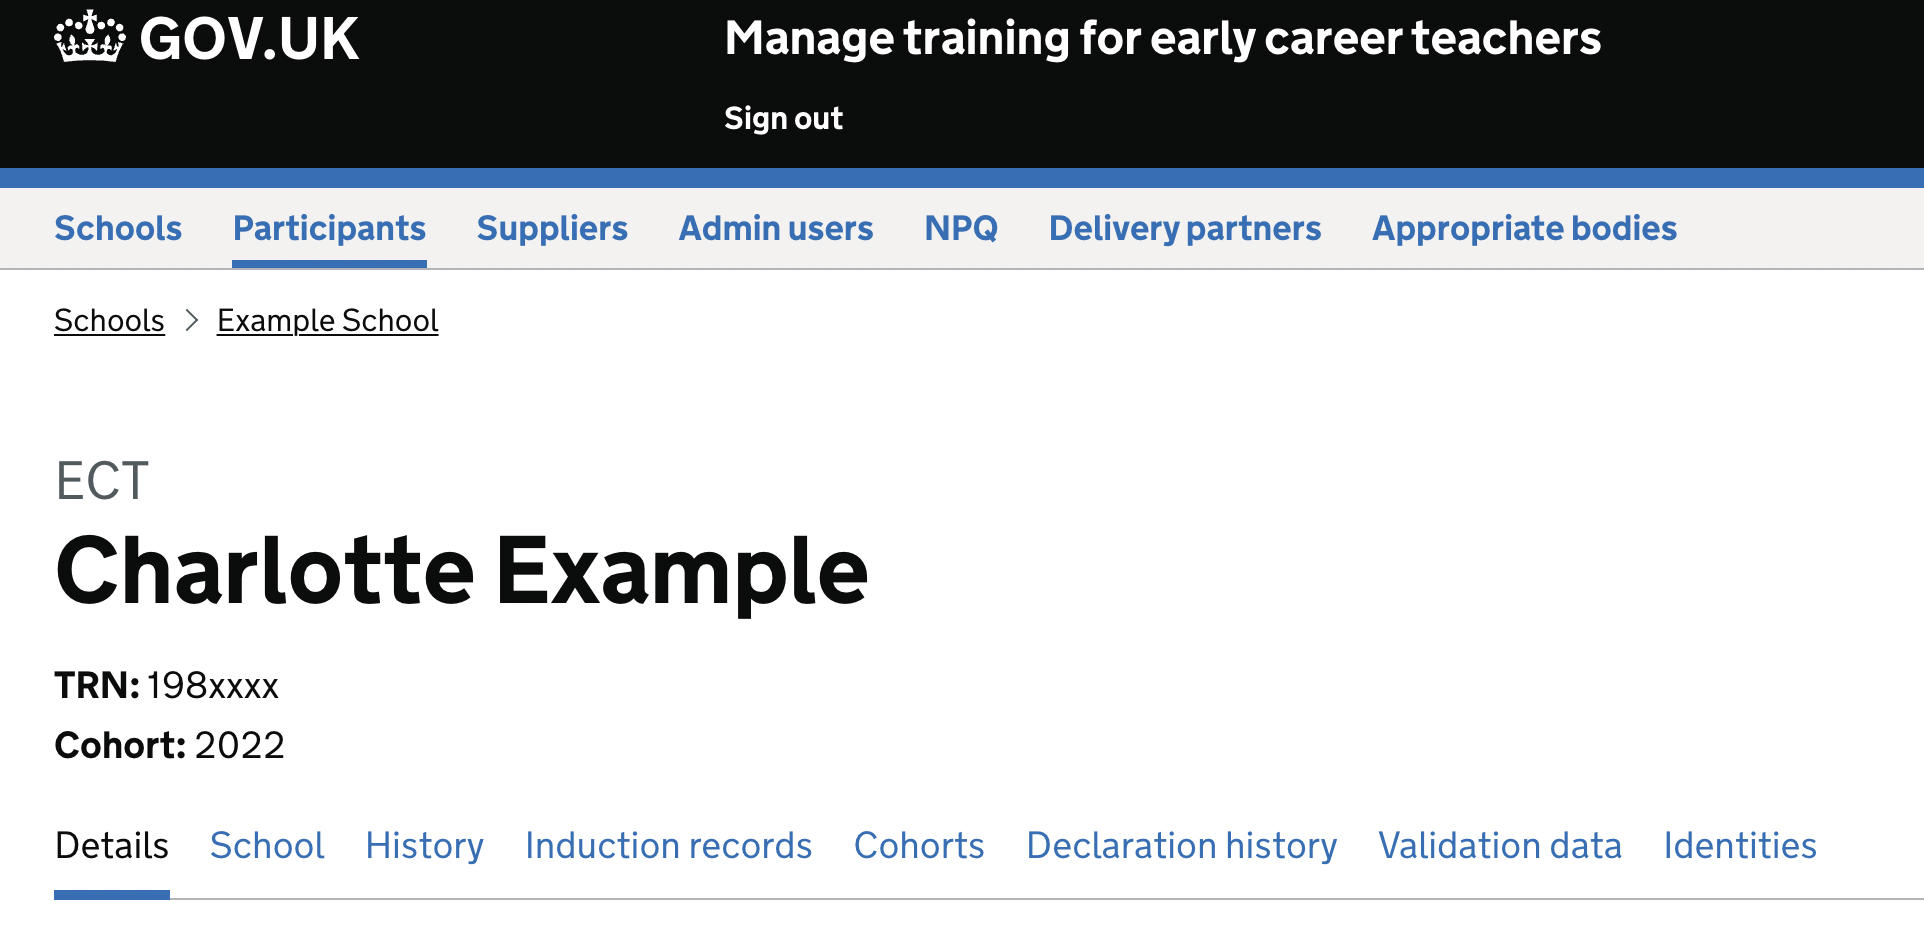 GOV.UK
Manage training for early career teachers
Sign out
Schools Participants Suppliers Admin users NPQ Delivery partners Appropriate bodies
Schools > Example School
ECT
Charlotte Example
TRN: 198xxxx
Cohort: 2022
Details School History Induction records Cohorts Declaration history Validation data Identities